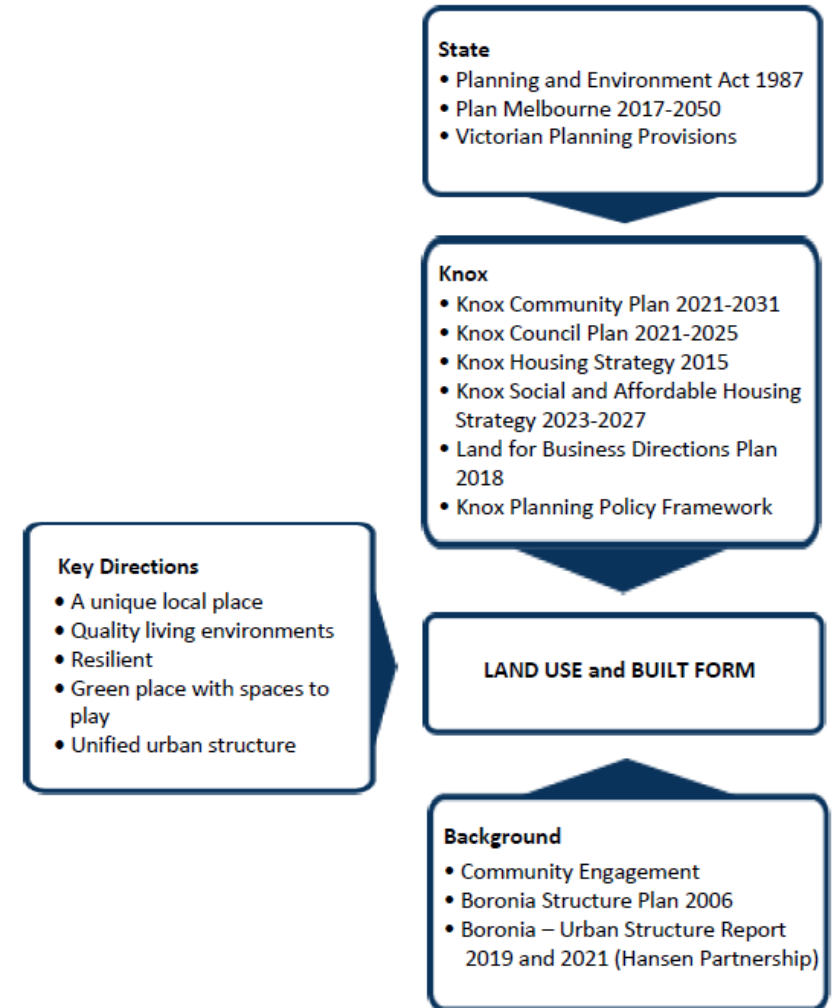 State
• Planning and Environment Act 1987
• Plan Melbourne 2017-2050
• Victorian Planning Provisions
Knox
• Knox Community Plan 2021-2031
• Knox Council Plan 2021-2025
• Knox Housing Strategy 2015
• Knox Social and Affordable Housing
Strategy 2023-2027
• Land for Business Directions Plan
2018
• Knox Planning Policy Framework
Key Directions
• A unique local place
• Quality living environments
• Resilient
• Green place with spaces to
play
• Unified urban structure
LAND USE and BUILT FORM
Background
• Community Engagement
• Boronia Structure Plan 2006
• Boronia – Urban Structure Report
2019 and 2021 (Hansen Partnership)